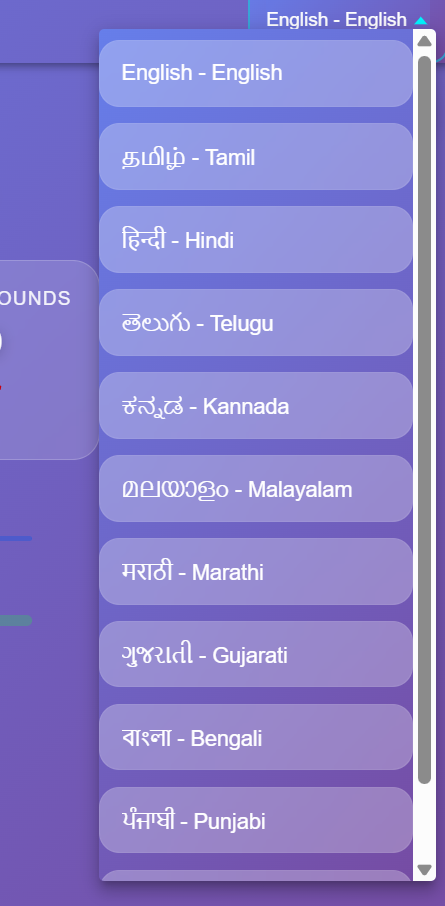 English - English
English - English
தமிழ் - Tamil
हिन्दी - Hindi
OUNDS
తెలుగు - Telugu
ಕನ್ನಡ - Kannada
മലയാളം - Malayalam
मराठी - Marathi
ગુજરાતી - Gujarati
বাংলা - Bengali
ਪੰਜਾਬੀ - Punjabi